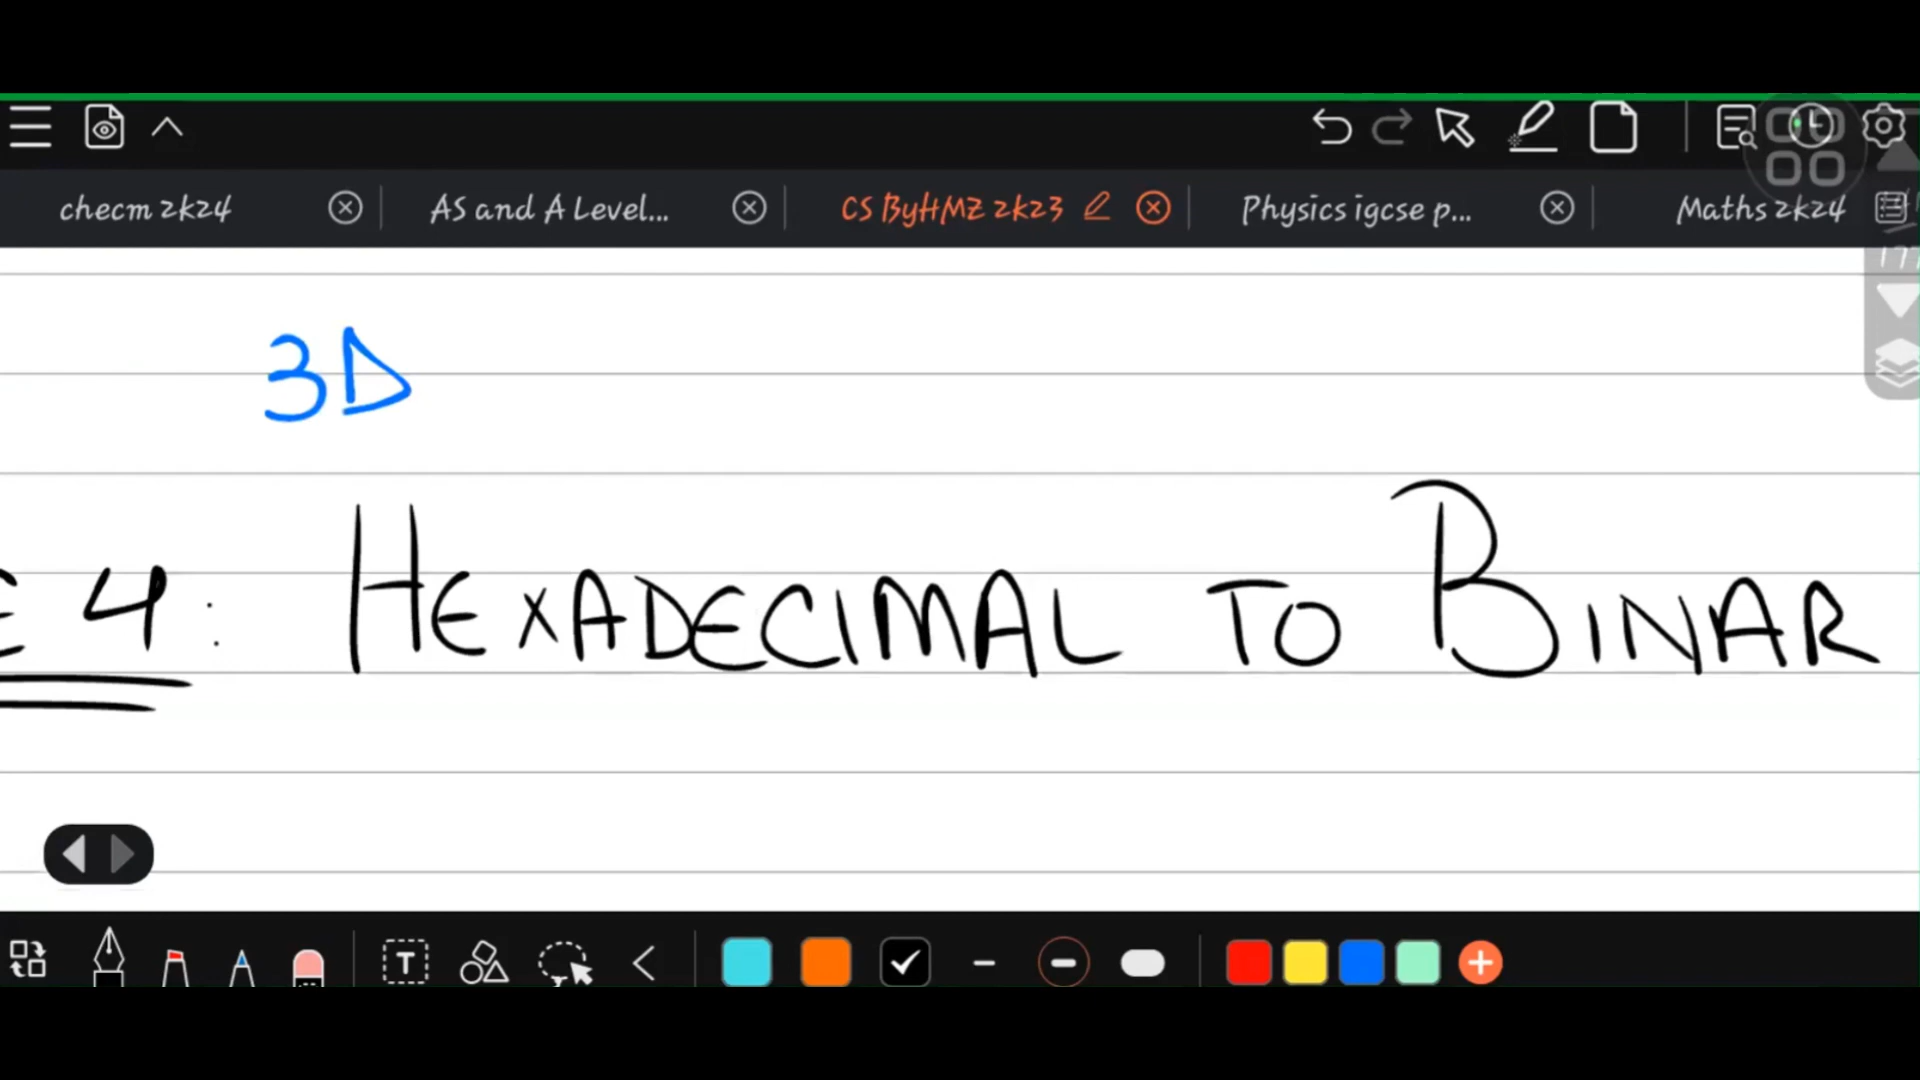 checm 2k24 AS and A Level... CS ByHMZ 2k23 Physics igcse p... Maths 2k24
3D
E 4: HEXADECIMAL TO BINAR
T